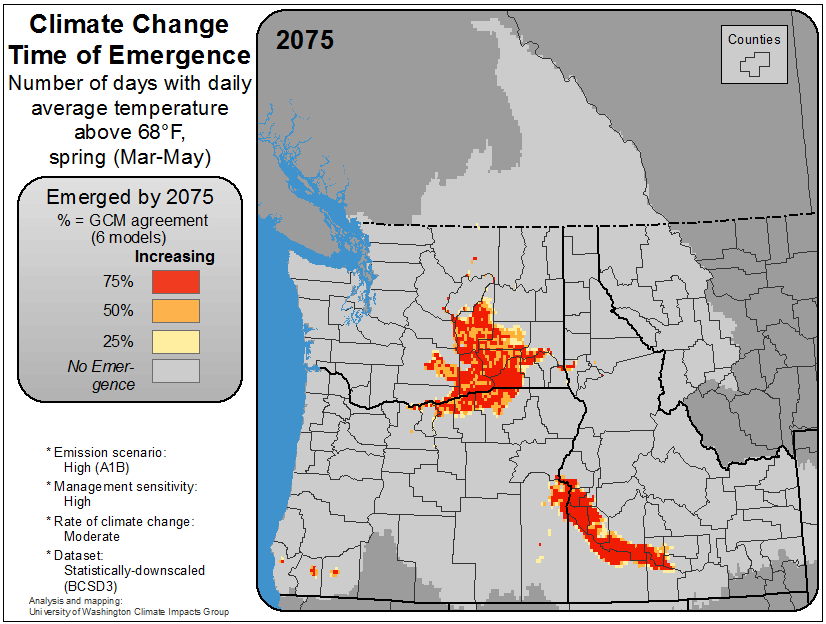 Climate Change
Time of Emergence
Number of days with daily
average temperature
above 68°F,
spring (Mar-May)
Emerged by 2075
% = GCM agreement
(6 models)
Increasing
75%
50%
25%
No Emer-
gence
* Emission scenario:
High (A1B)
* Management sensitivity:
High
* Rate of climate change:
Moderate
* Dataset:
Statistically-downscaled
(BCSD3)
Analysis and mapping:
University of Washington Climate Impacts Group
2075
Counties